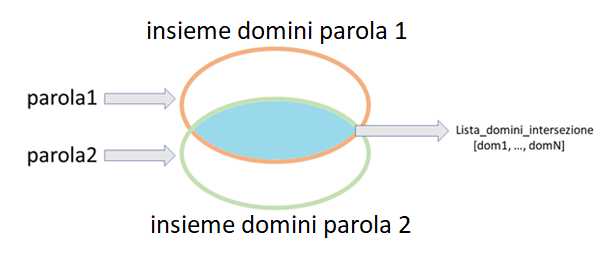 insieme domini parola 1
parola1
Lista_domini_intersezione
[dom1, ..., domN]
parola2
insieme domini parola 2